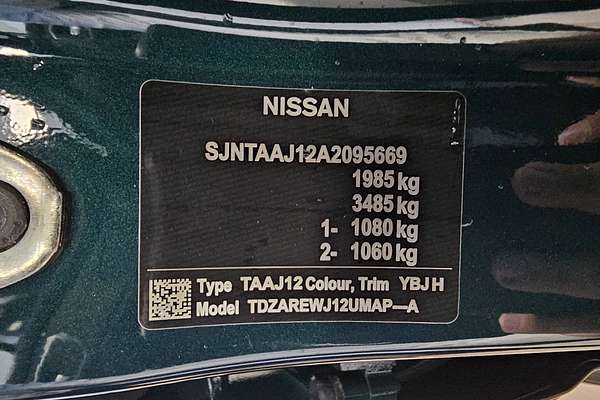 NISSAN
SJNTAAJ12A2095669
1985 kg
3485 kg
1- 1080 kg
2- 1060 kg
Type TAAJ12 Colour, Trim YBJ H
Model TDZAREWJ12UMAP—A